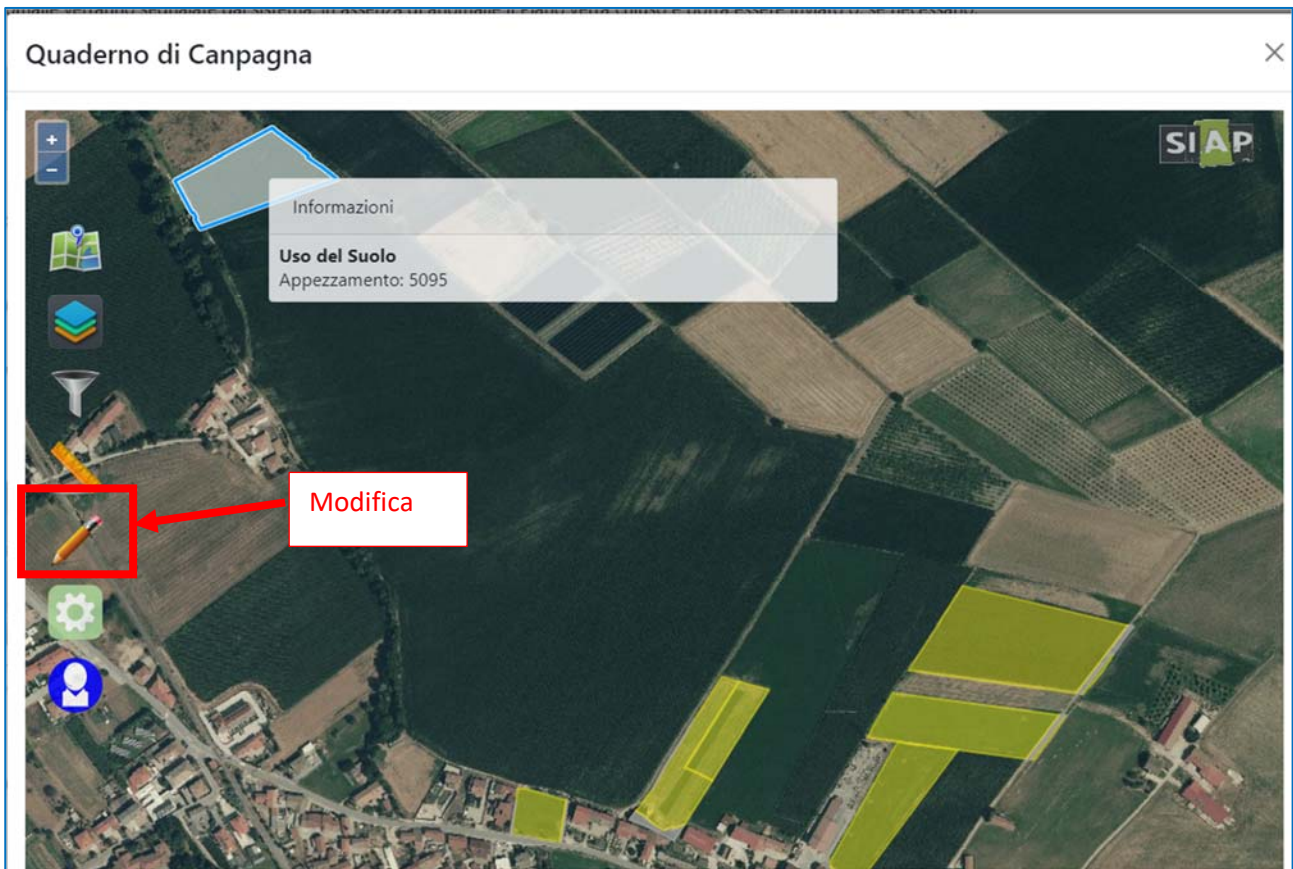 Quaderno di Canpagna
+
SIAP
-
Informazioni
Uso del Suolo
Appezzamento: 5095
Modifica